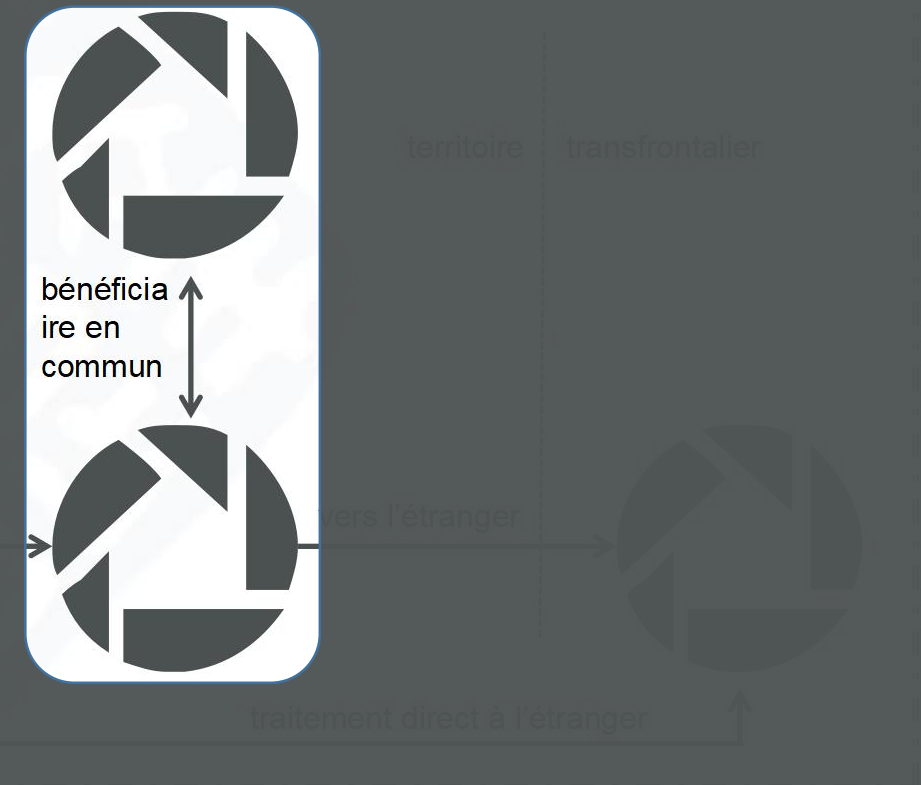 territoire
transfrontalier
bénéficia
ire en
commun
vers l'étranger
traitement direct à l'étranger